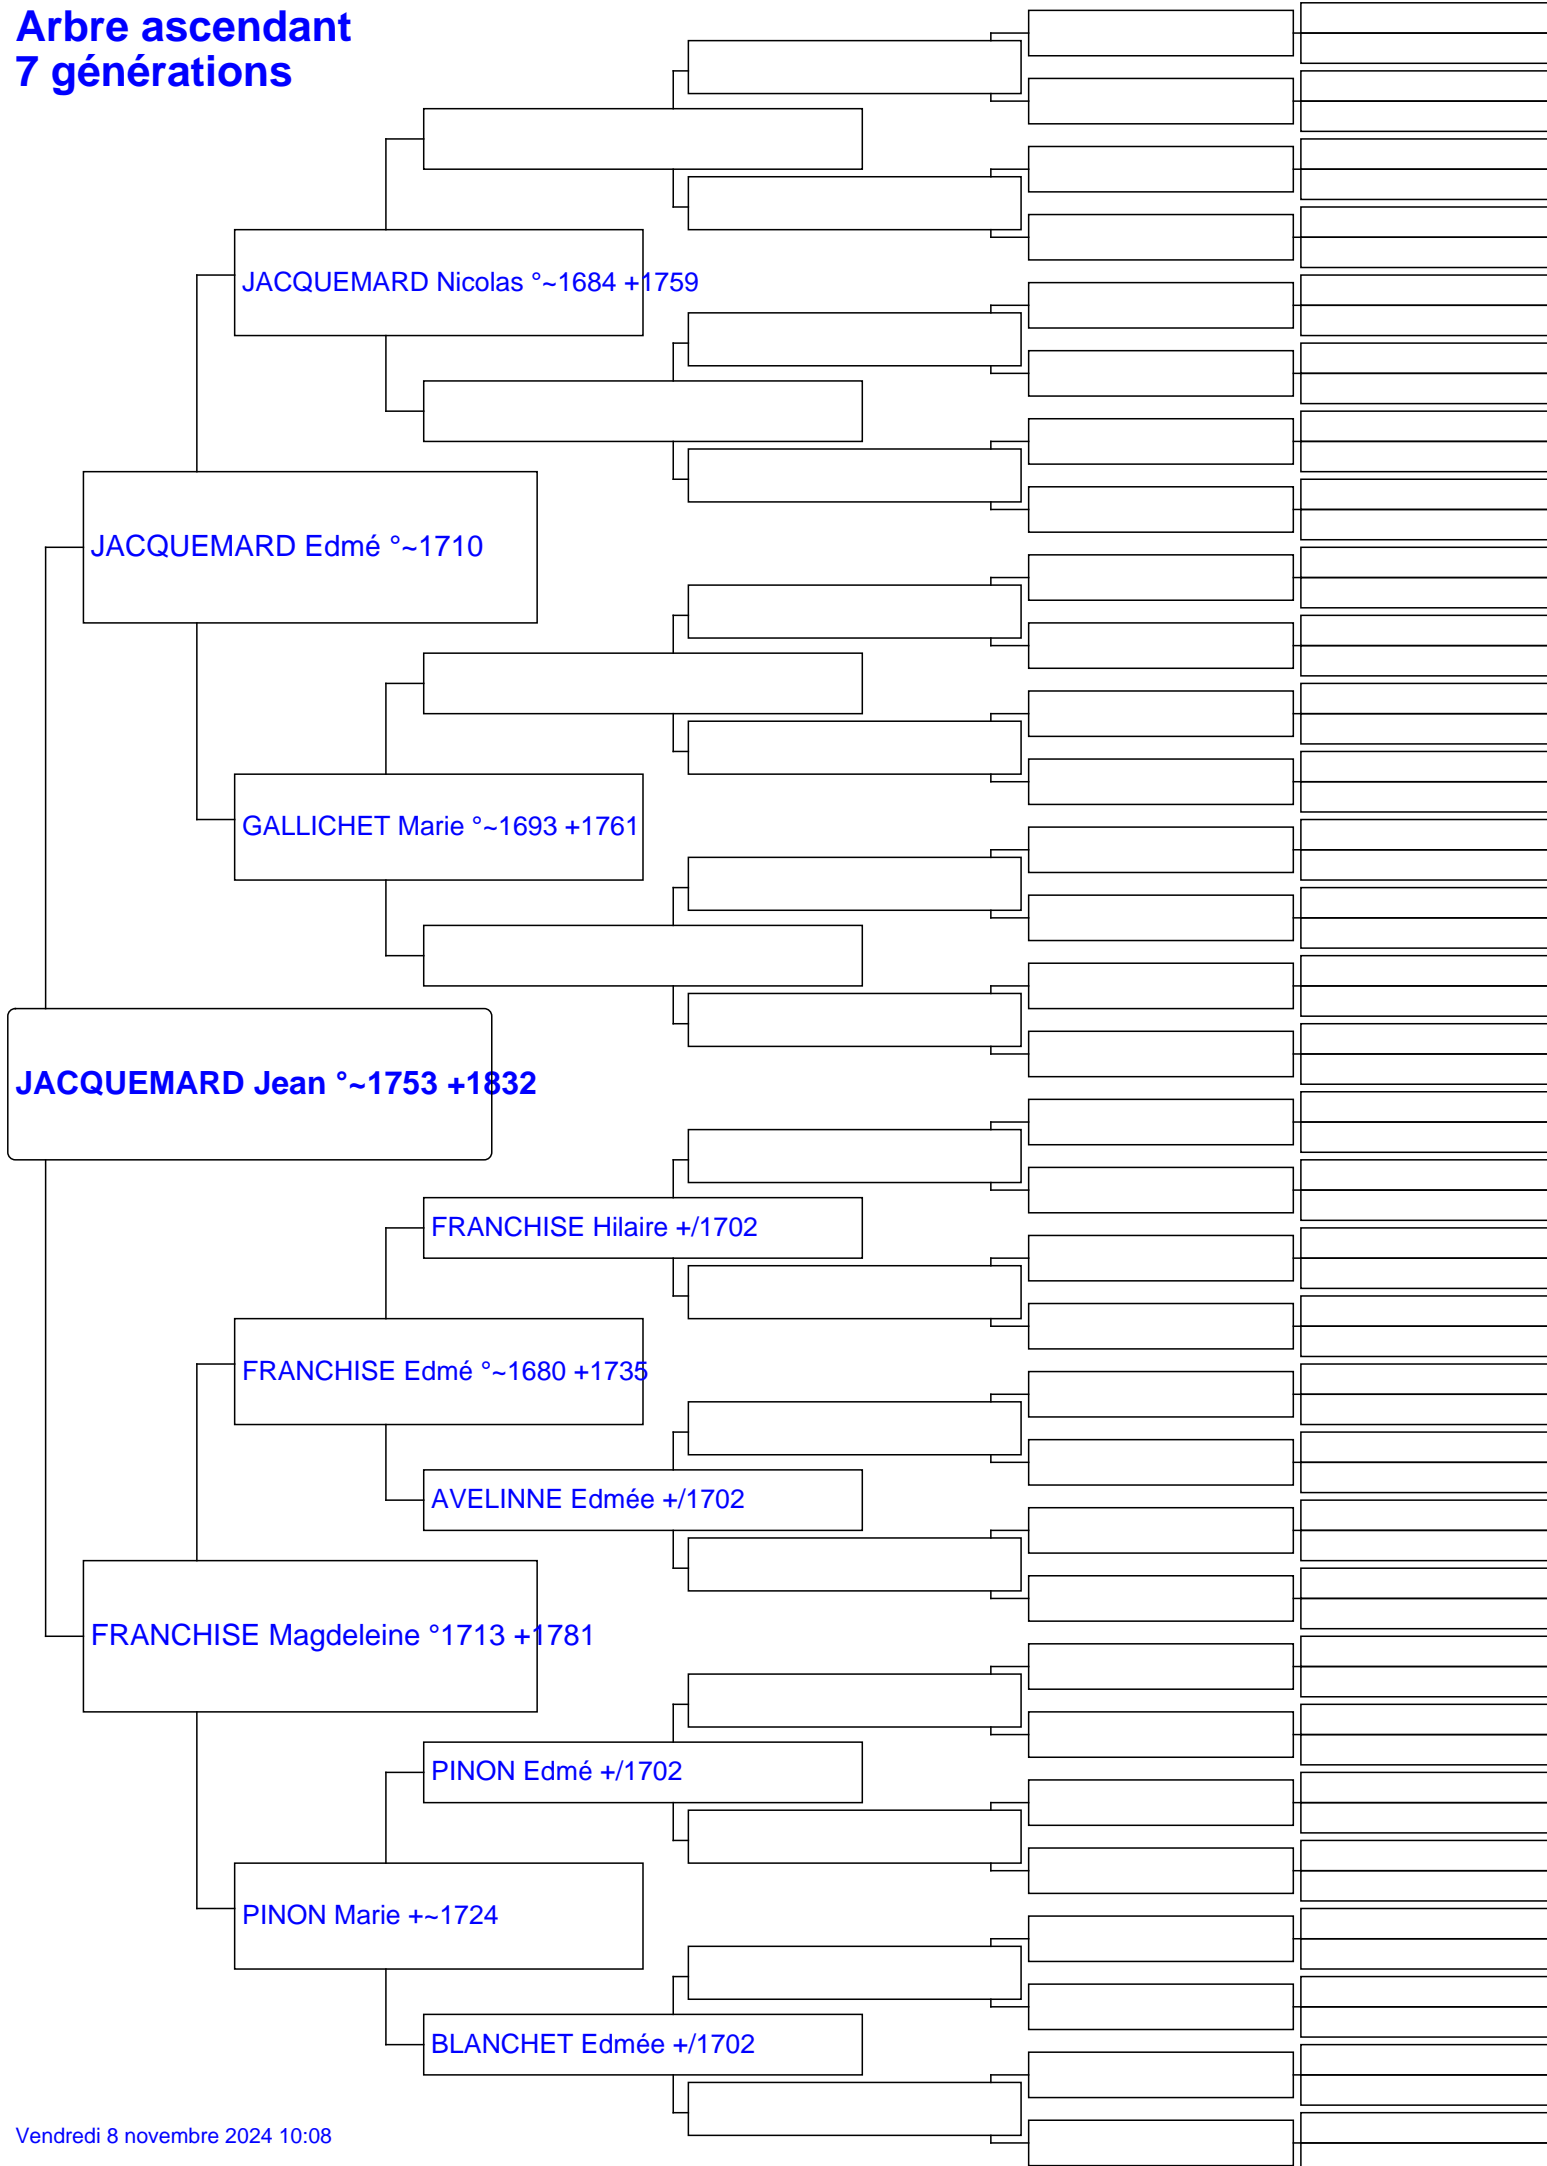 Arbre ascendant
7 générations
JACQUEMARD Nicolas °~1684 +1759
JACQUEMARD Edmé °~1710
GALLICHET Marie °~1693 +1761
JACQUEMARD Jean °~1753 +1832
FRANCHISE Hilaire +/1702
FRANCHISE Edmé °~1680 +1735
AVELINNE Edmée +/1702
FRANCHISE Magdeleine °1713 +1781
PINON Edmé +/1702
PINON Marie +~1724
BLANCHET Edmée +/1702
Vendredi 8 novembre 2024 10:08